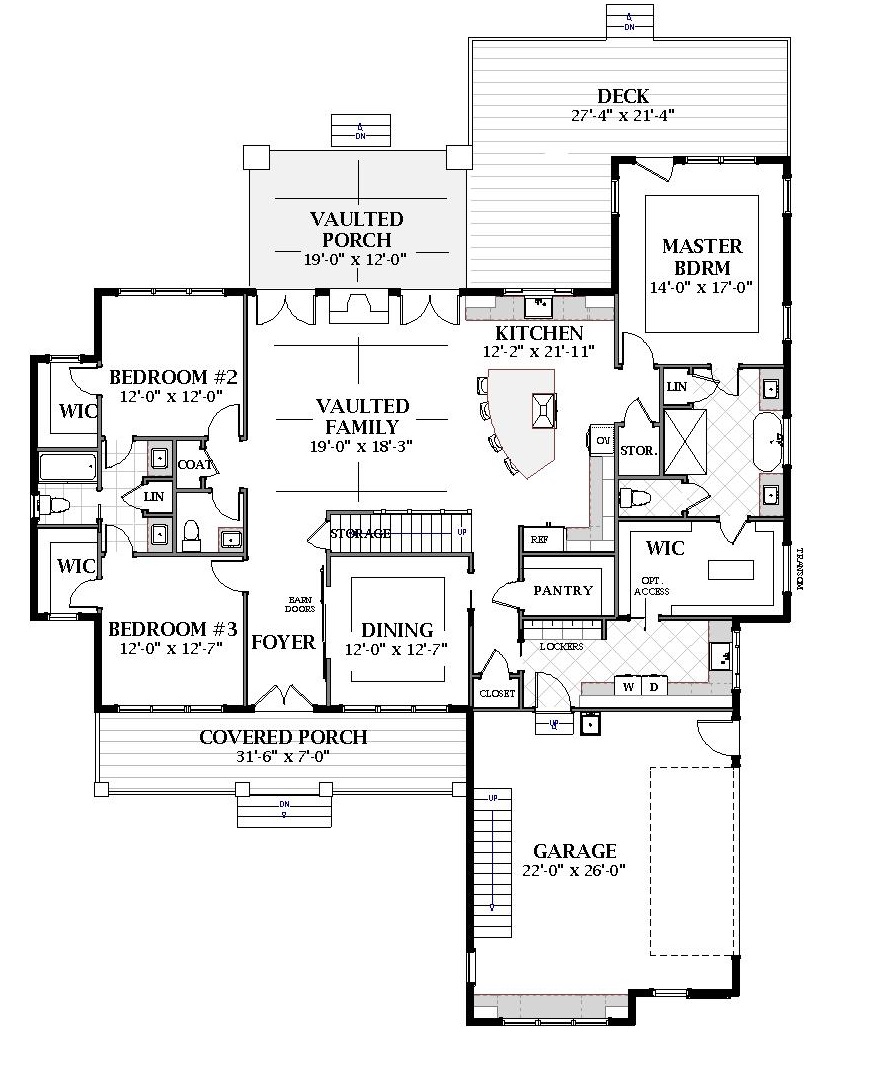 DN
DECK
27'-4" x 21'-4"
DN
VAULTED
PORCH
19'-0" x 12'-0"
MASTER
BDRM
14'-0" x 17'-0"
KITCHEN
12'-2" x 21'-11"
BEDROOM #2
12'-0" x 12'-0"
WIC
VAULTED
FAMILY
19'-0" x 18'-3"
LIN
OV
STOR.
COAT
LIN
STORAGE
UP
REF
WIC
TRANSOM
WIC
OPT.
ACCESS
PANTRY
BARN
DOORS
BEDROOM #3
12'-0" x 12'-7"
FOYER
DINING
12'-0" x 12'-7"
LOCKERS
CLOSET
W
D
UP
COVERED PORCH
31'-6" x 7'-0"
DN
UP
GARAGE
22'-0" x 26'-0"